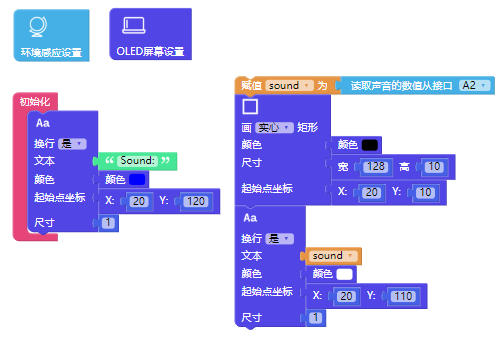 环境感应设置
OLED屏幕设置
初始化
Aa
换行 是
文本 “ Sound: ”
颜色 颜色
起始点坐标 X: 20 Y: 120
尺寸 1
赋值 sound 为 读取声音的数值从接口 A2
画 实心 矩形
颜色 颜色
尺寸 宽 128 高 10
起始点坐标 X: 20 Y: 10
Aa
换行 是
文本 sound
颜色 颜色
起始点坐标 X: 20 Y: 110
尺寸 1